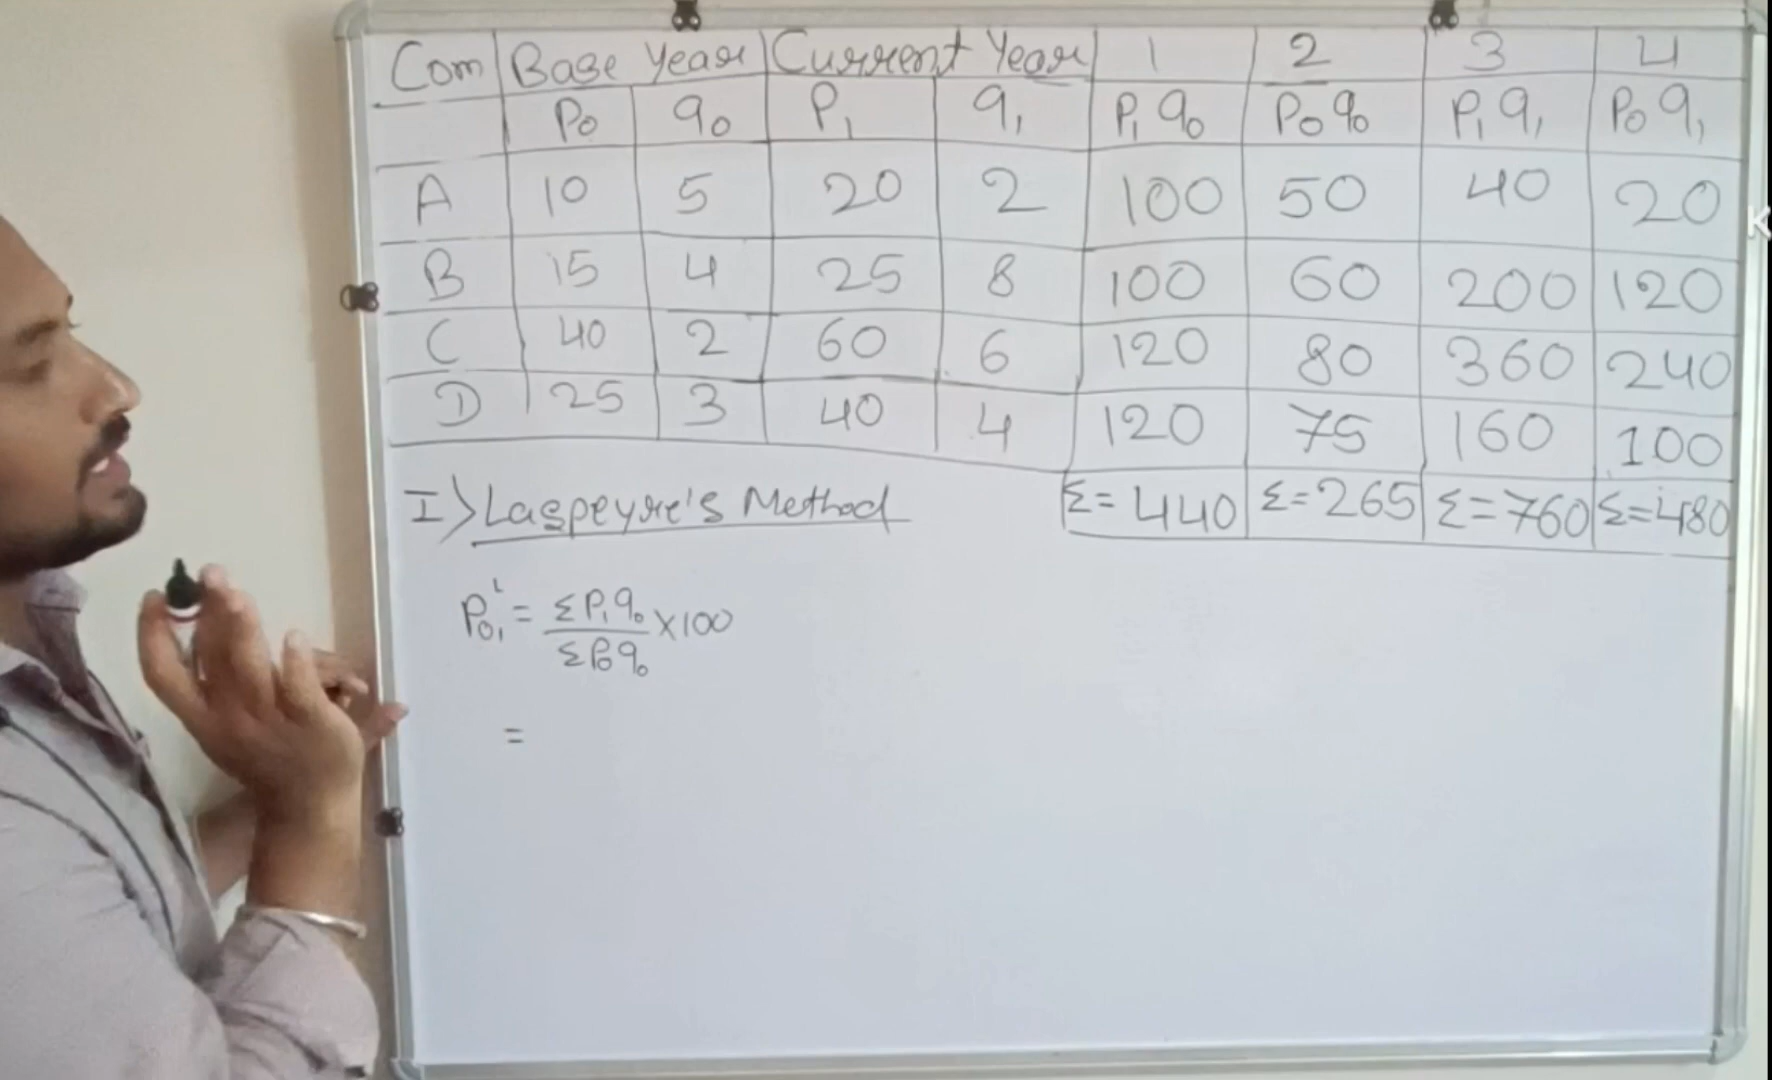 Com Base Year Current Year 1 2 3 4
P₀ q₀ P₁ q₁ P₁q₀ P₀q₀ P₁q₁ P₀q₁
A 10 5 20 2 100 50 40 20
B 15 4 25 8 100 60 200 120
C 40 2 60 6 120 80 360 240
D 25 3 40 4 120 75 160 100
Σ=440 Σ=265 Σ=760 Σ=480
I> Laspeyre's Method
P₀₁ᴸ = ΣP₁q₀ / ΣP₀q₀ ×100
=
K